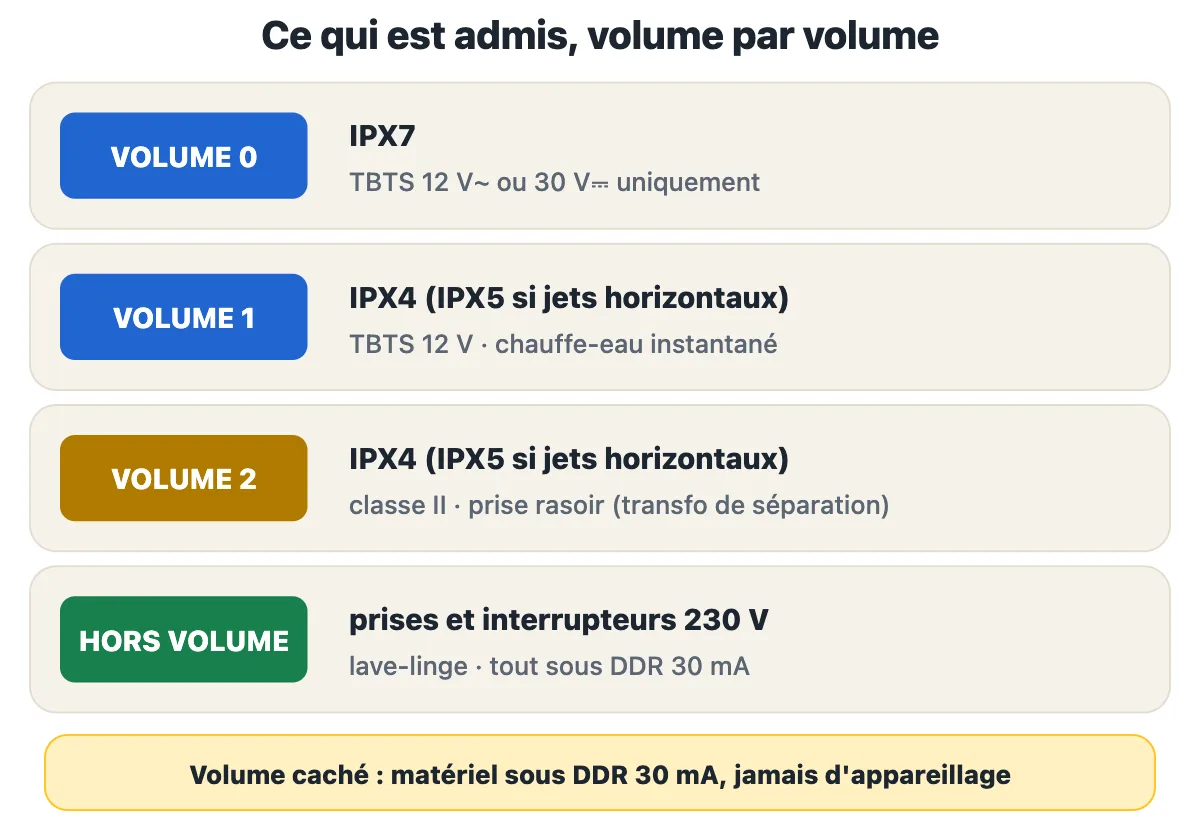 Ce qui est admis, volume par volume
VOLUME 0
IPX7
TBTS 12 V~ ou 30 V⎓ uniquement
VOLUME 1
IPX4 (IPX5 si jets horizontaux)
TBTS 12 V · chauffe-eau instantané
VOLUME 2
IPX4 (IPX5 si jets horizontaux)
classe II · prise rasoir (transfo de séparation)
HORS VOLUME
prises et interrupteurs 230 V
lave-linge · tout sous DDR 30 mA
Volume caché : matériel sous DDR 30 mA, jamais d'appareillage